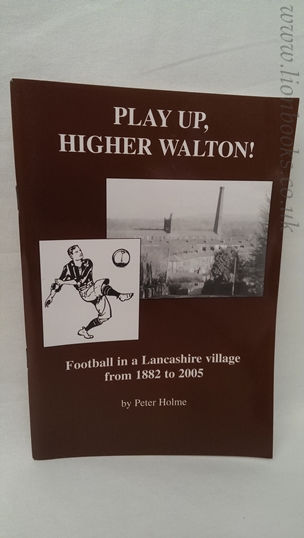 PLAY UP,
HIGHER WALTON!
Football in a Lancashire village
from 1882 to 2005
by Peter Holme
www.lionbooks.co.uk